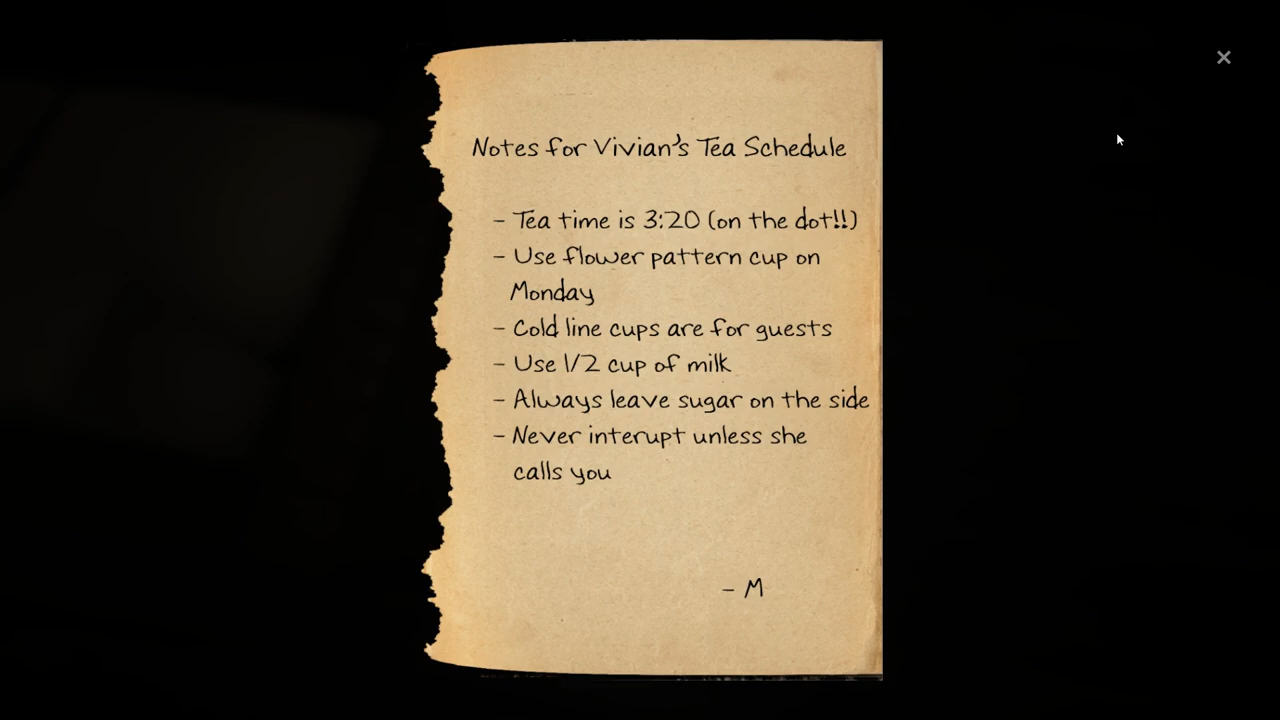 Notes for Vivian's Tea Schedule
- Tea time is 3:20 (on the dot!!)
- Use flower pattern cup on
Monday
- Cold line cups are for guests
- Use 1/2 cup of milk
- Always leave sugar on the side
- Never interupt unless she
calls you
- M